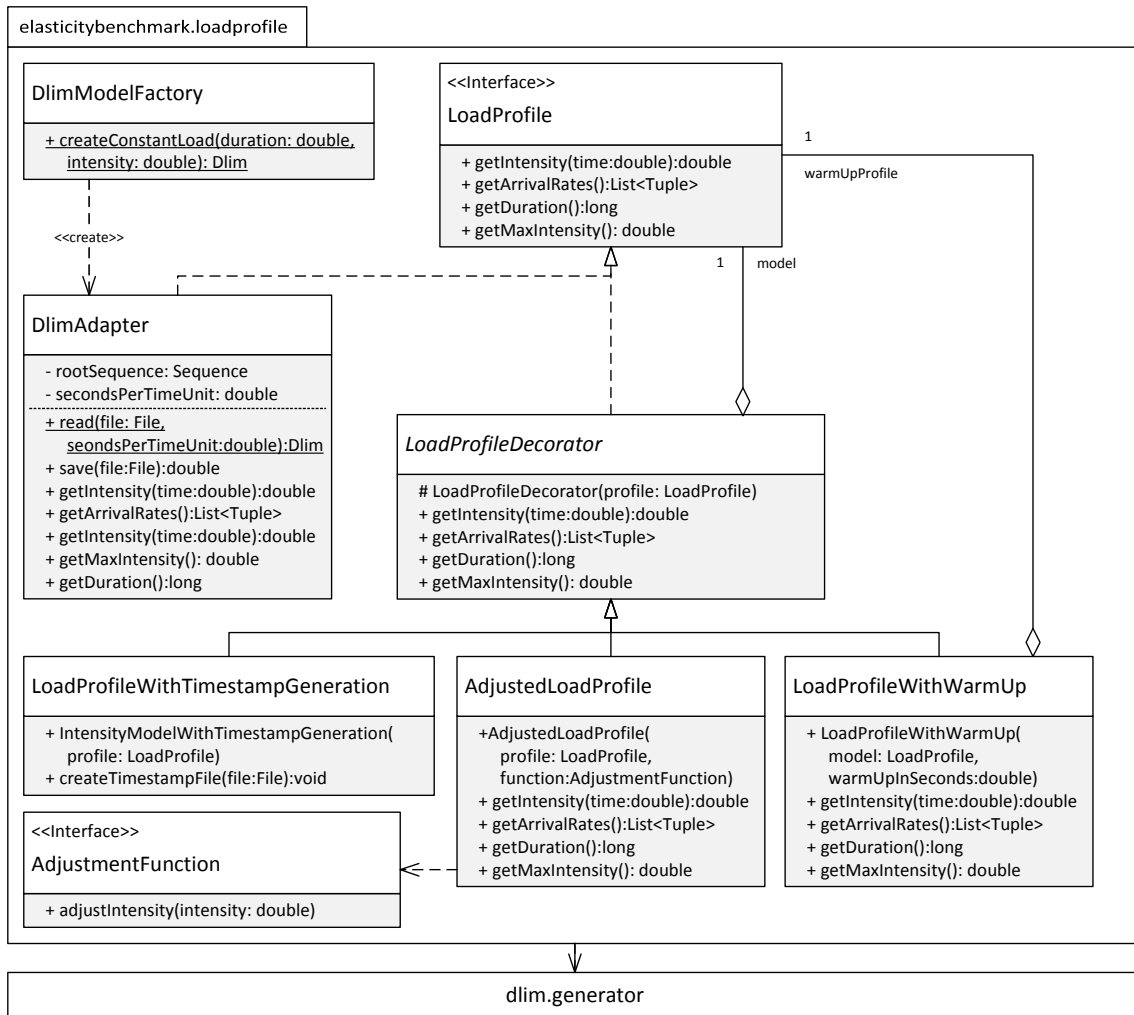 elasticitybenchmark.loadprofile
DlimModelFactory
+ createConstantLoad(duration: double,
intensity: double): Dlim
<<Interface>>
LoadProfile
+ getIntensity(time:double):double
+ getArrivalRates():List<Tuple>
+ getDuration():long
+ getMaxIntensity(): double
1
warmUpProfile
<<create>>
1
model
DlimAdapter
- rootSequence: Sequence
- secondsPerTimeUnit: double
+ read(file: File,
seondsPerTimeUnit:double):Dlim
+ save(file:File):double
+ getIntensity(time:double):double
+ getArrivalRates():List<Tuple>
+ getIntensity(time:double):double
+ getMaxIntensity(): double
+ getDuration():long
LoadProfileDecorator
# LoadProfileDecorator(profile: LoadProfile)
+ getIntensity(time:double):double
+ getArrivalRates():List<Tuple>
+ getDuration():long
+ getMaxIntensity(): double
LoadProfileWithTimestampGeneration
+ IntensityModelWithTimestampGeneration(
profile: LoadProfile)
+ createTimestampFile(file:File):void
AdjustedLoadProfile
+AdjustedLoadProfile(
profile: LoadProfile,
function:AdjustmentFunction)
+ getIntensity(time:double):double
+ getArrivalRates():List<Tuple>
+ getDuration():long
+ getMaxIntensity(): double
LoadProfileWithWarmUp
+ LoadProfileWithWarmUp(
model: LoadProfile,
warmUpInSeconds:double)
+ getIntensity(time:double):double
+ getArrivalRates():List<Tuple>
+ getDuration():long
+ getMaxIntensity(): double
<<Interface>>
AdjustmentFunction
+ adjustIntensity(intensity: double)
dlim.generator